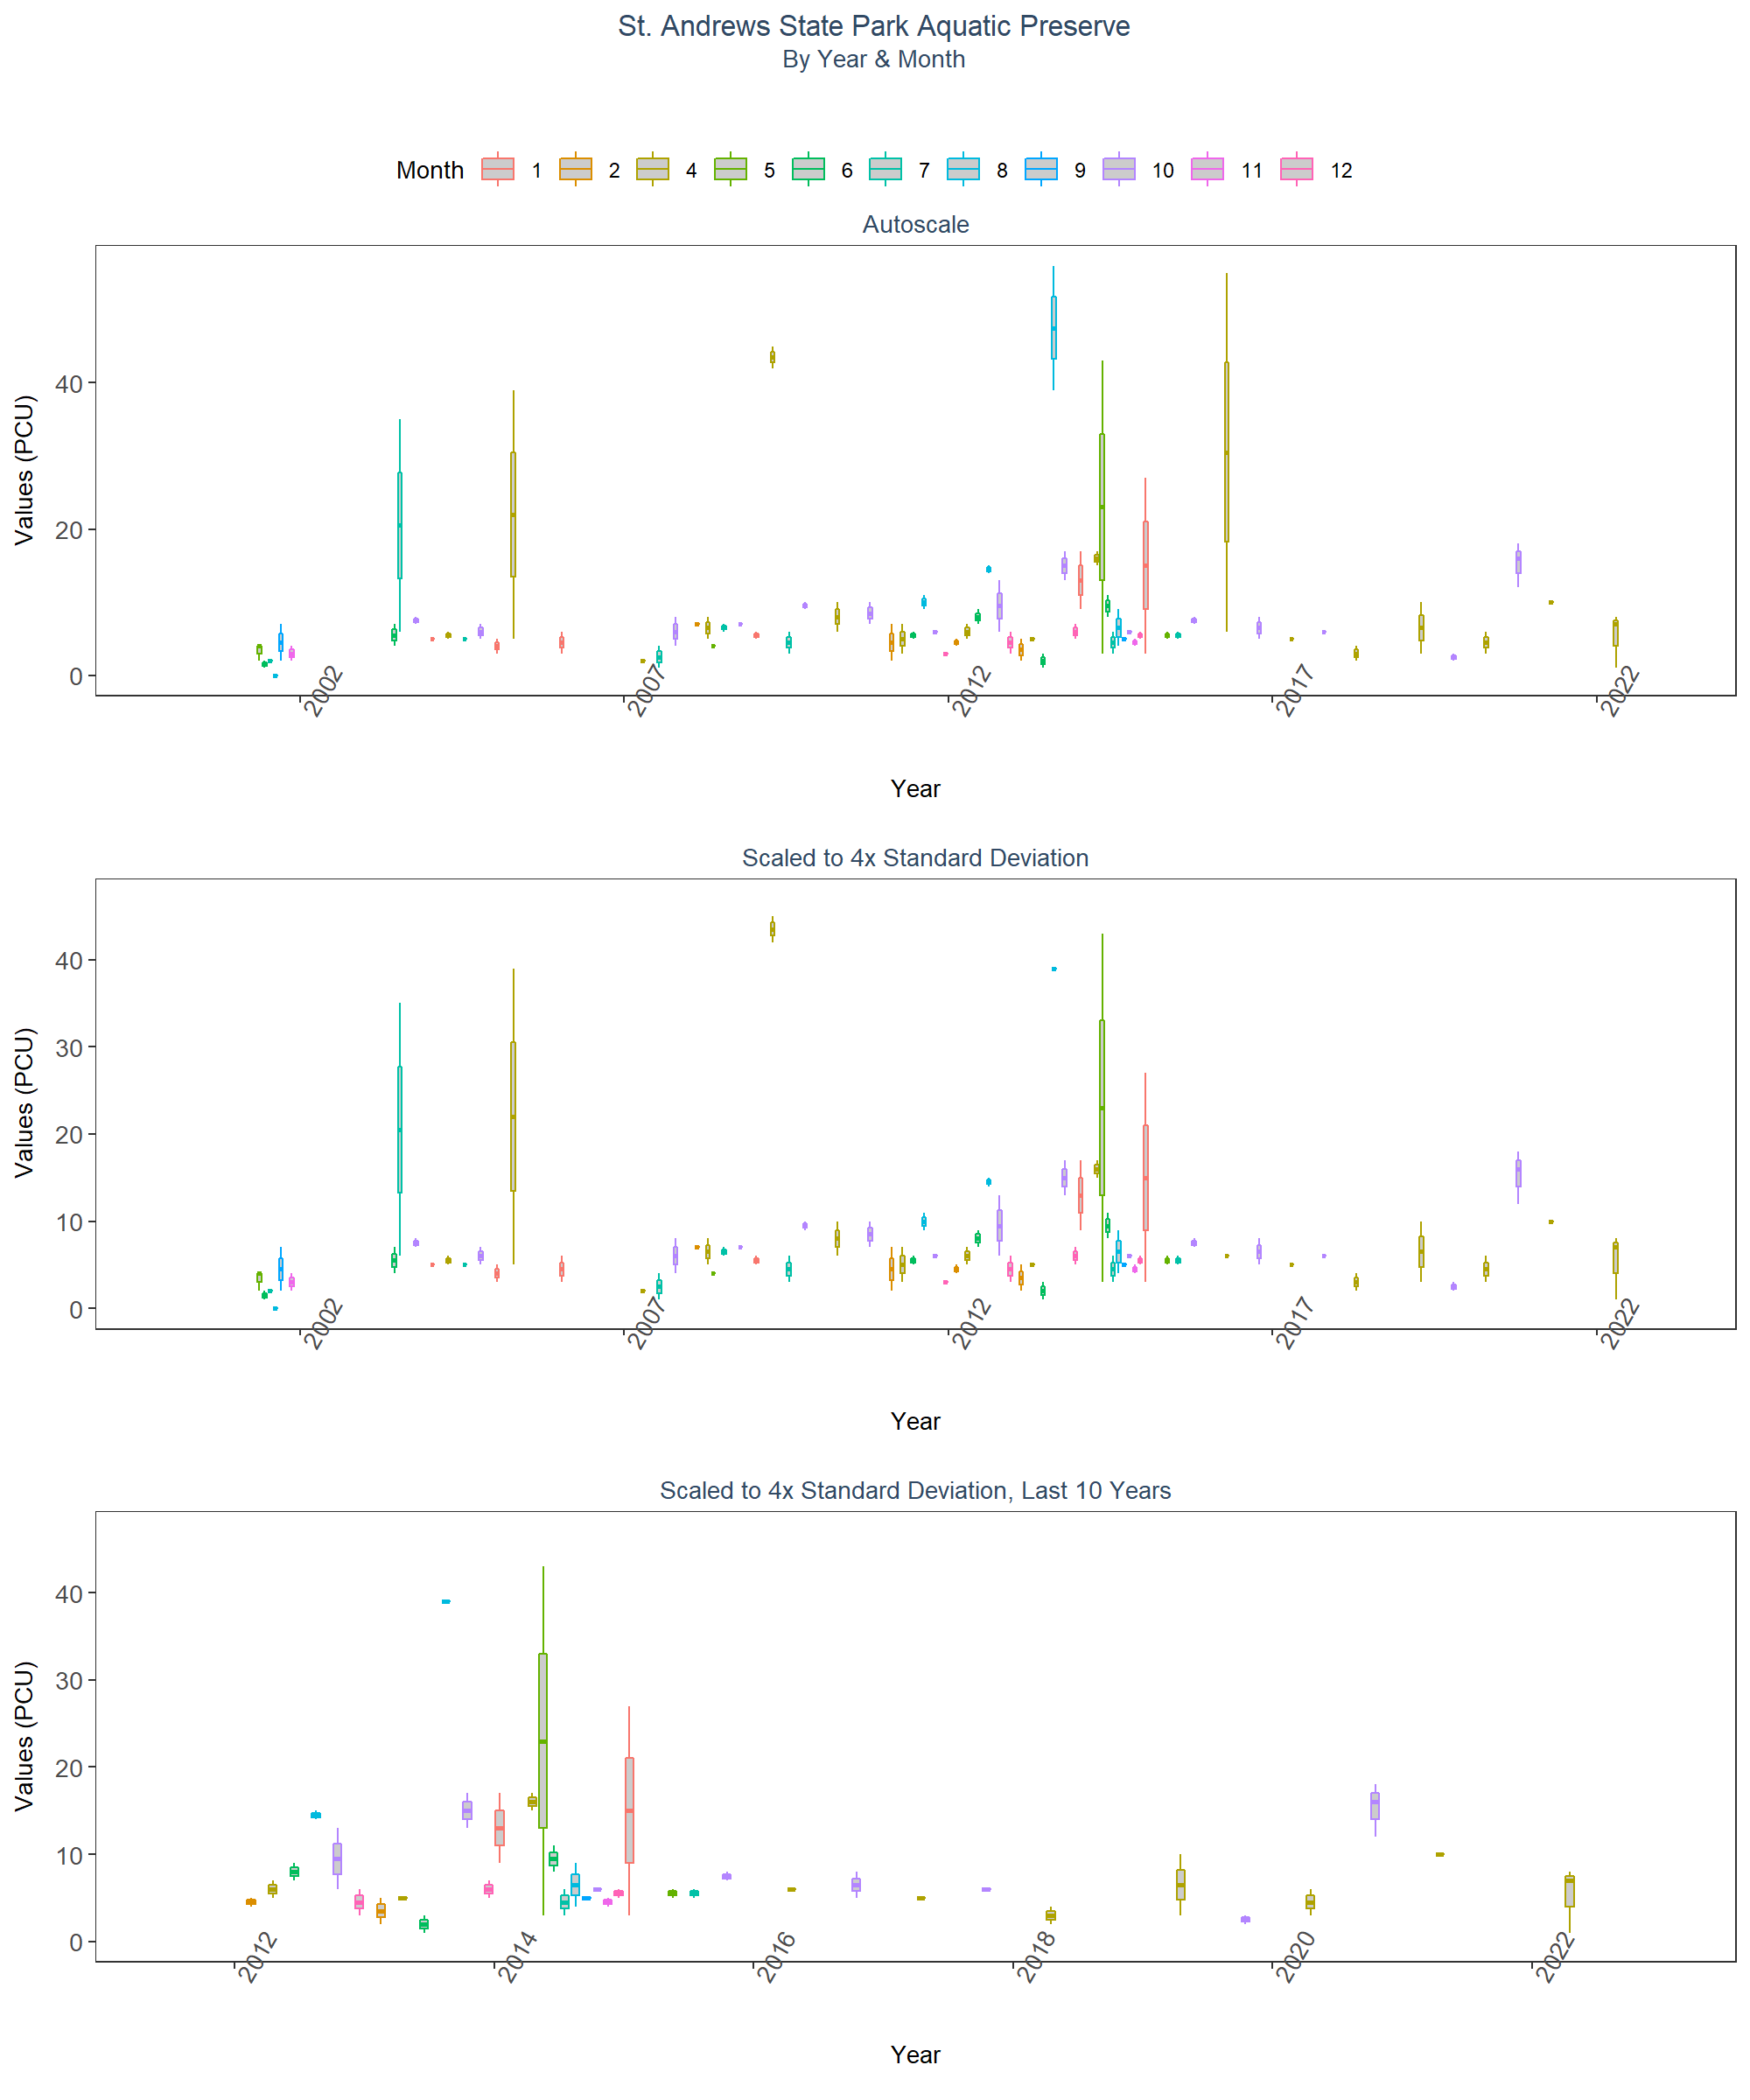 St. Andrews State Park Aquatic Preserve
By Year & Month
Month 1 2 4 5 6 7 8 9 10 11 12
Autoscale
Values (PCU)
40
20
0
2002 2007 2012 2017 2022
Year
Scaled to 4x Standard Deviation
Values (PCU)
40
30
20
10
0
2002 2007 2012 2017 2022
Year
Scaled to 4x Standard Deviation, Last 10 Years
Values (PCU)
40
30
20
10
0
2012 2014 2016 2018 2020 2022
Year